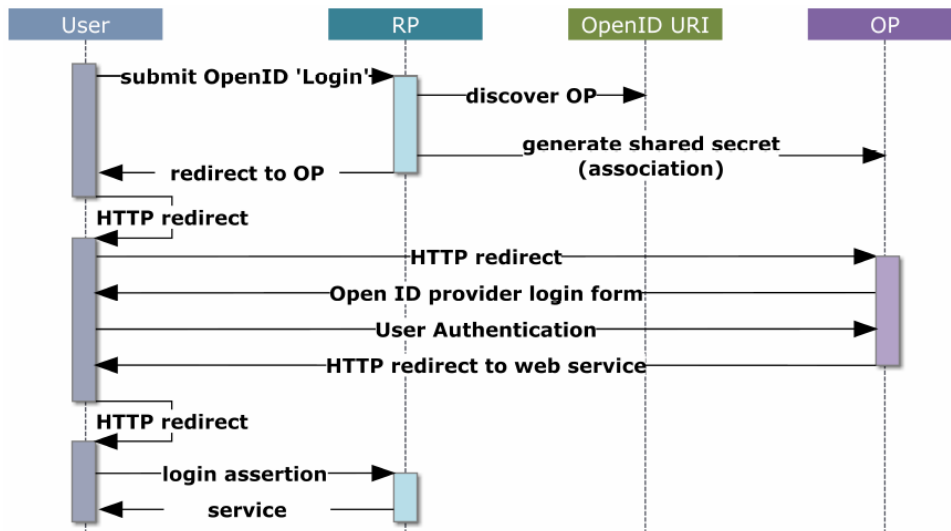 User
RP
OpenID URI
OP
submit OpenID 'Login'
discover OP
generate shared secret
(association)
redirect to OP
HTTP redirect
HTTP redirect
Open ID provider login form
User Authentication
HTTP redirect to web service
HTTP redirect
login assertion
service